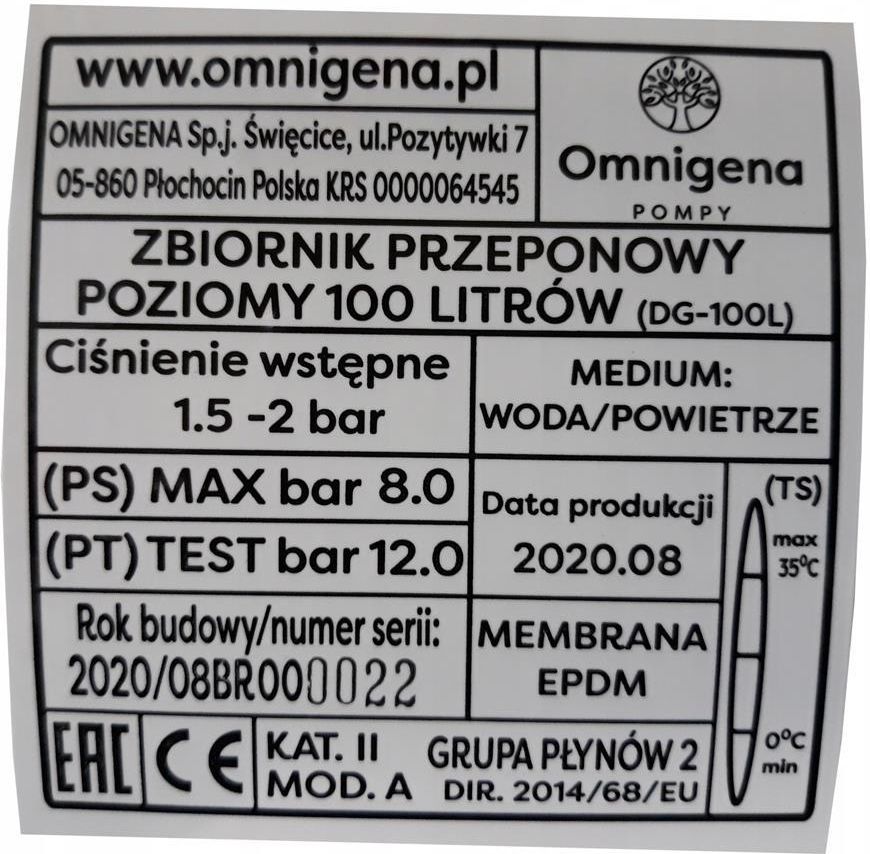 www.omnigena.pl
OMNIGENA Sp.j. Święcice, ul.Pozytywki 7
05-860 Płochocin Polska KRS 0000064545
Omnigena
POMPY
ZBIORNIK PRZEPONOWY
POZIOMY 100 LITRÓW (DG-100L)
Ciśnienie wstępne
1.5 -2 bar
MEDIUM:
WODA/POWIETRZE
(PS) MAX bar 8.0
(PT) TEST bar 12.0
Data produkcji
2020.08
(TS)
max
35°C
Rok budowy/numer serii:
2020/08BR000022
MEMBRANA
EPDM
0°C
min
EAC CE
KAT. II
MOD. A
GRUPA PŁYNÓW 2
DIR. 2014/68/EU